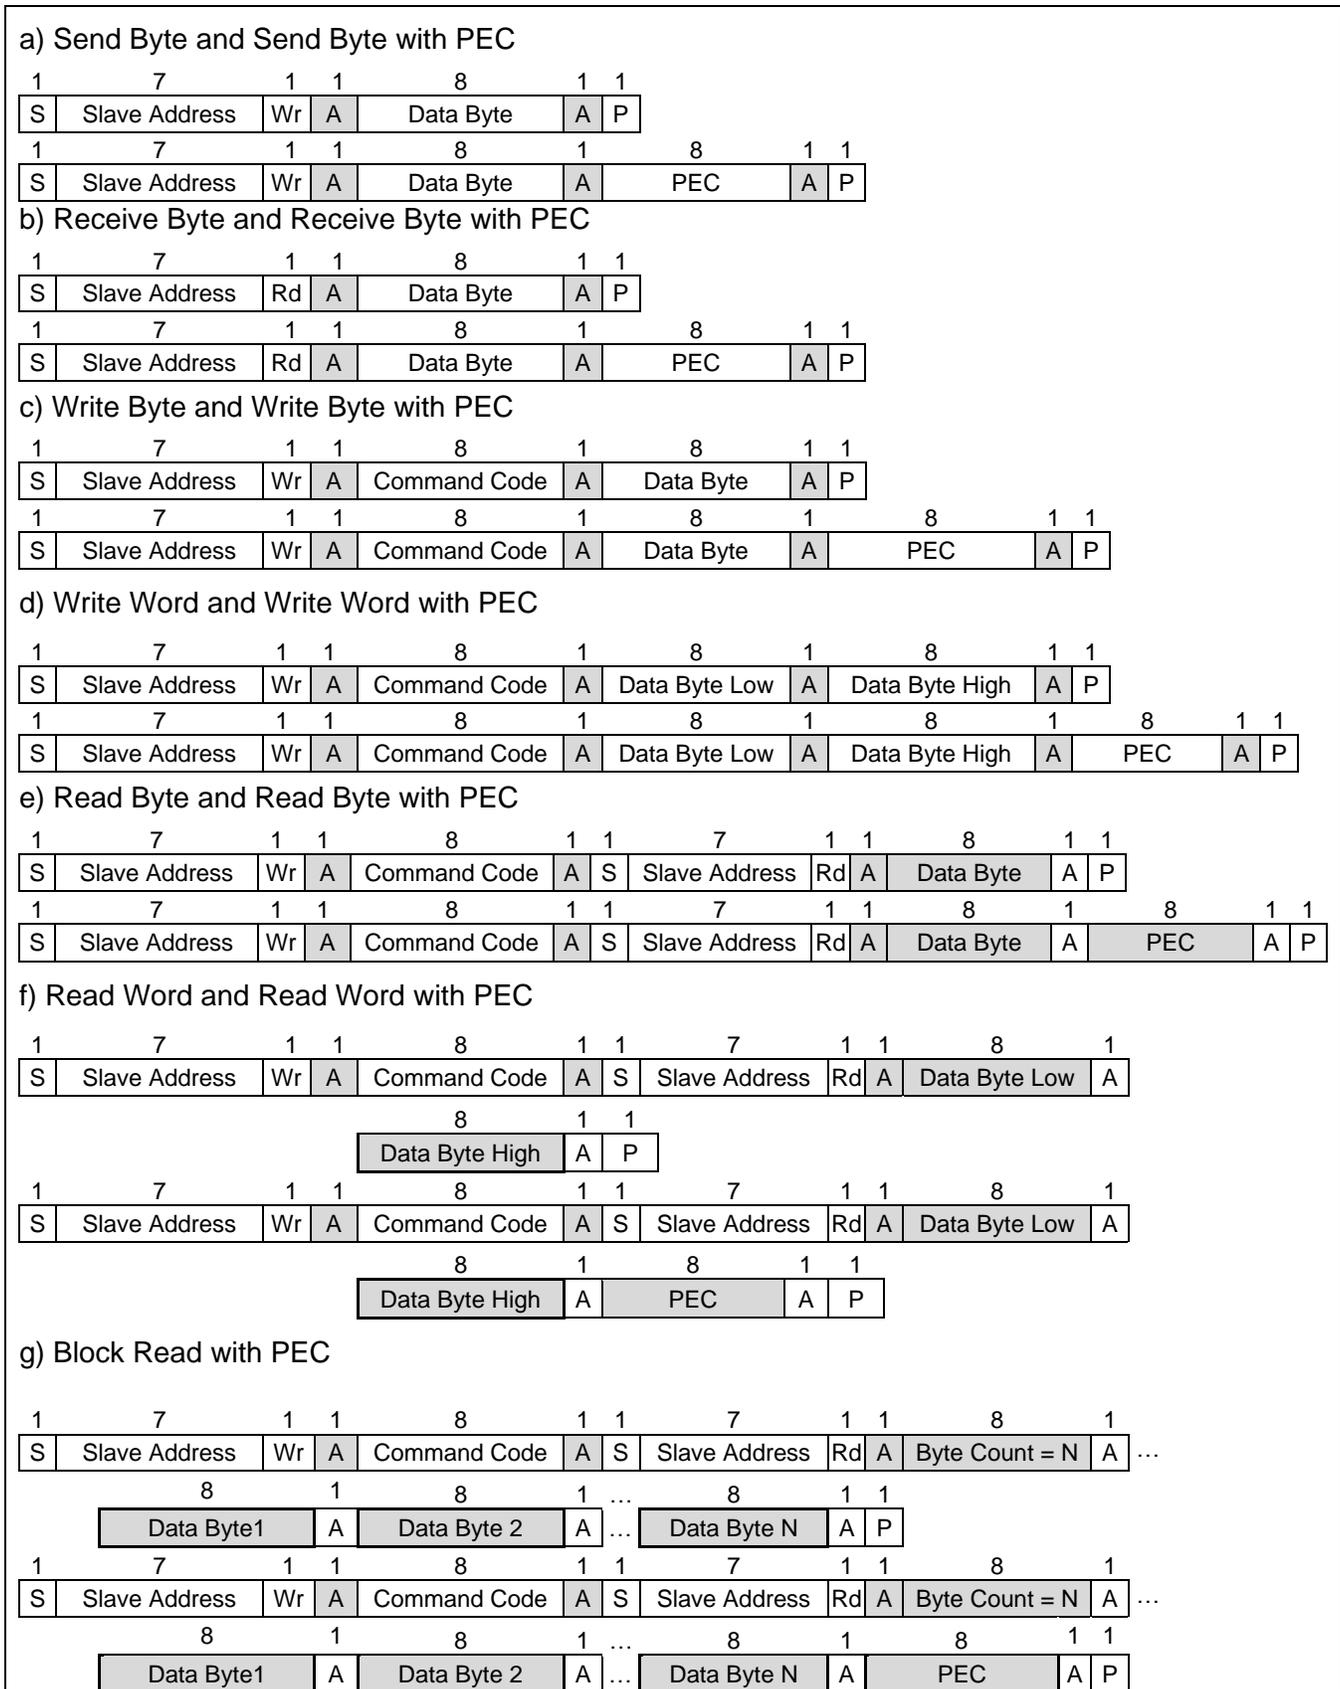 a) Send Byte and Send Byte with PEC
1 7 1 1 8 1 1
S Slave Address Wr A Data Byte A P
1 7 1 1 8 1 8 1 1
S Slave Address Wr A Data Byte A PEC A P
b) Receive Byte and Receive Byte with PEC
1 7 1 1 8 1 1
S Slave Address Rd A Data Byte A P
1 7 1 1 8 1 8 1 1
S Slave Address Rd A Data Byte A PEC A P
c) Write Byte and Write Byte with PEC
1 7 1 1 8 1 8 1 1
S Slave Address Wr A Command Code A Data Byte A P
1 7 1 1 8 1 8 1 8 1 1
S Slave Address Wr A Command Code A Data Byte A PEC A P
d) Write Word and Write Word with PEC
1 7 1 1 8 1 8 1 8 1 1
S Slave Address Wr A Command Code A Data Byte Low A Data Byte High A P
1 7 1 1 8 1 8 1 8 1 8 1 1
S Slave Address Wr A Command Code A Data Byte Low A Data Byte High A PEC A P
e) Read Byte and Read Byte with PEC
1 7 1 1 8 1 1 7 1 1 8 1 1
S Slave Address Wr A Command Code A S Slave Address Rd A Data Byte A P
1 7 1 1 8 1 1 7 1 1 8 1 8 1 1
S Slave Address Wr A Command Code A S Slave Address Rd A Data Byte A PEC A P
f) Read Word and Read Word with PEC
1 7 1 1 8 1 1 7 1 1 8 1
S Slave Address Wr A Command Code A S Slave Address Rd A Data Byte Low A
8 1 1
Data Byte High A P
1 7 1 1 8 1 1 7 1 1 8 1
S Slave Address Wr A Command Code A S Slave Address Rd A Data Byte Low A
8 1 8 1 1
Data Byte High A PEC A P
g) Block Read with PEC
1 7 1 1 8 1 1 7 1 1 8 1
S Slave Address Wr A Command Code A S Slave Address Rd A Byte Count = N A …
8 1 8 1 … 8 1 1
Data Byte1 A Data Byte 2 A … Data Byte N A P
1 7 1 1 8 1 1 7 1 1 8 1
S Slave Address Wr A Command Code A S Slave Address Rd A Byte Count = N A …
8 1 8 1 … 8 1 8 1 1
Data Byte1 A Data Byte 2 A … Data Byte N A PEC A P